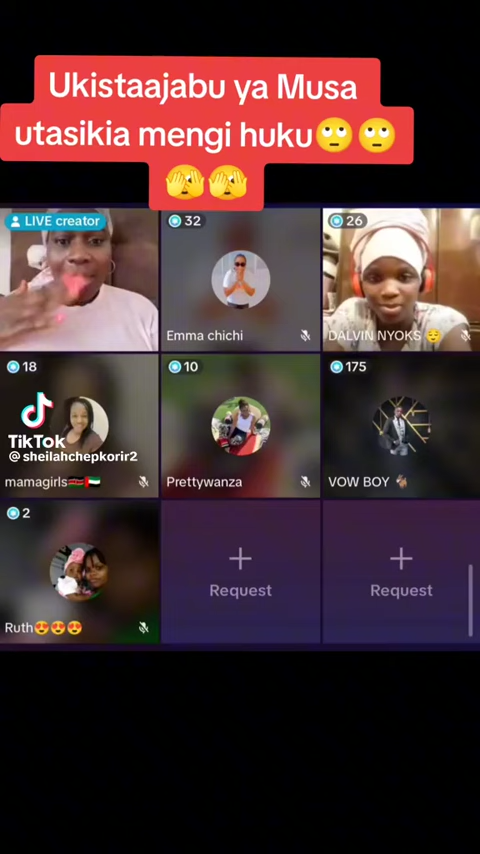 Ukistaajabu ya Musa
utasikia mengi huku🙄🙄
🫣🫣
LIVE creator
32
26
Emma chichi
DALVIN NYOKS 😌
18
10
175
TikTok
@sheilahchepkorir2
mamagirls🇰🇪🇦🇪
Prettywanza
VOW BOY
2
Request
Request
Ruth😍😍😍